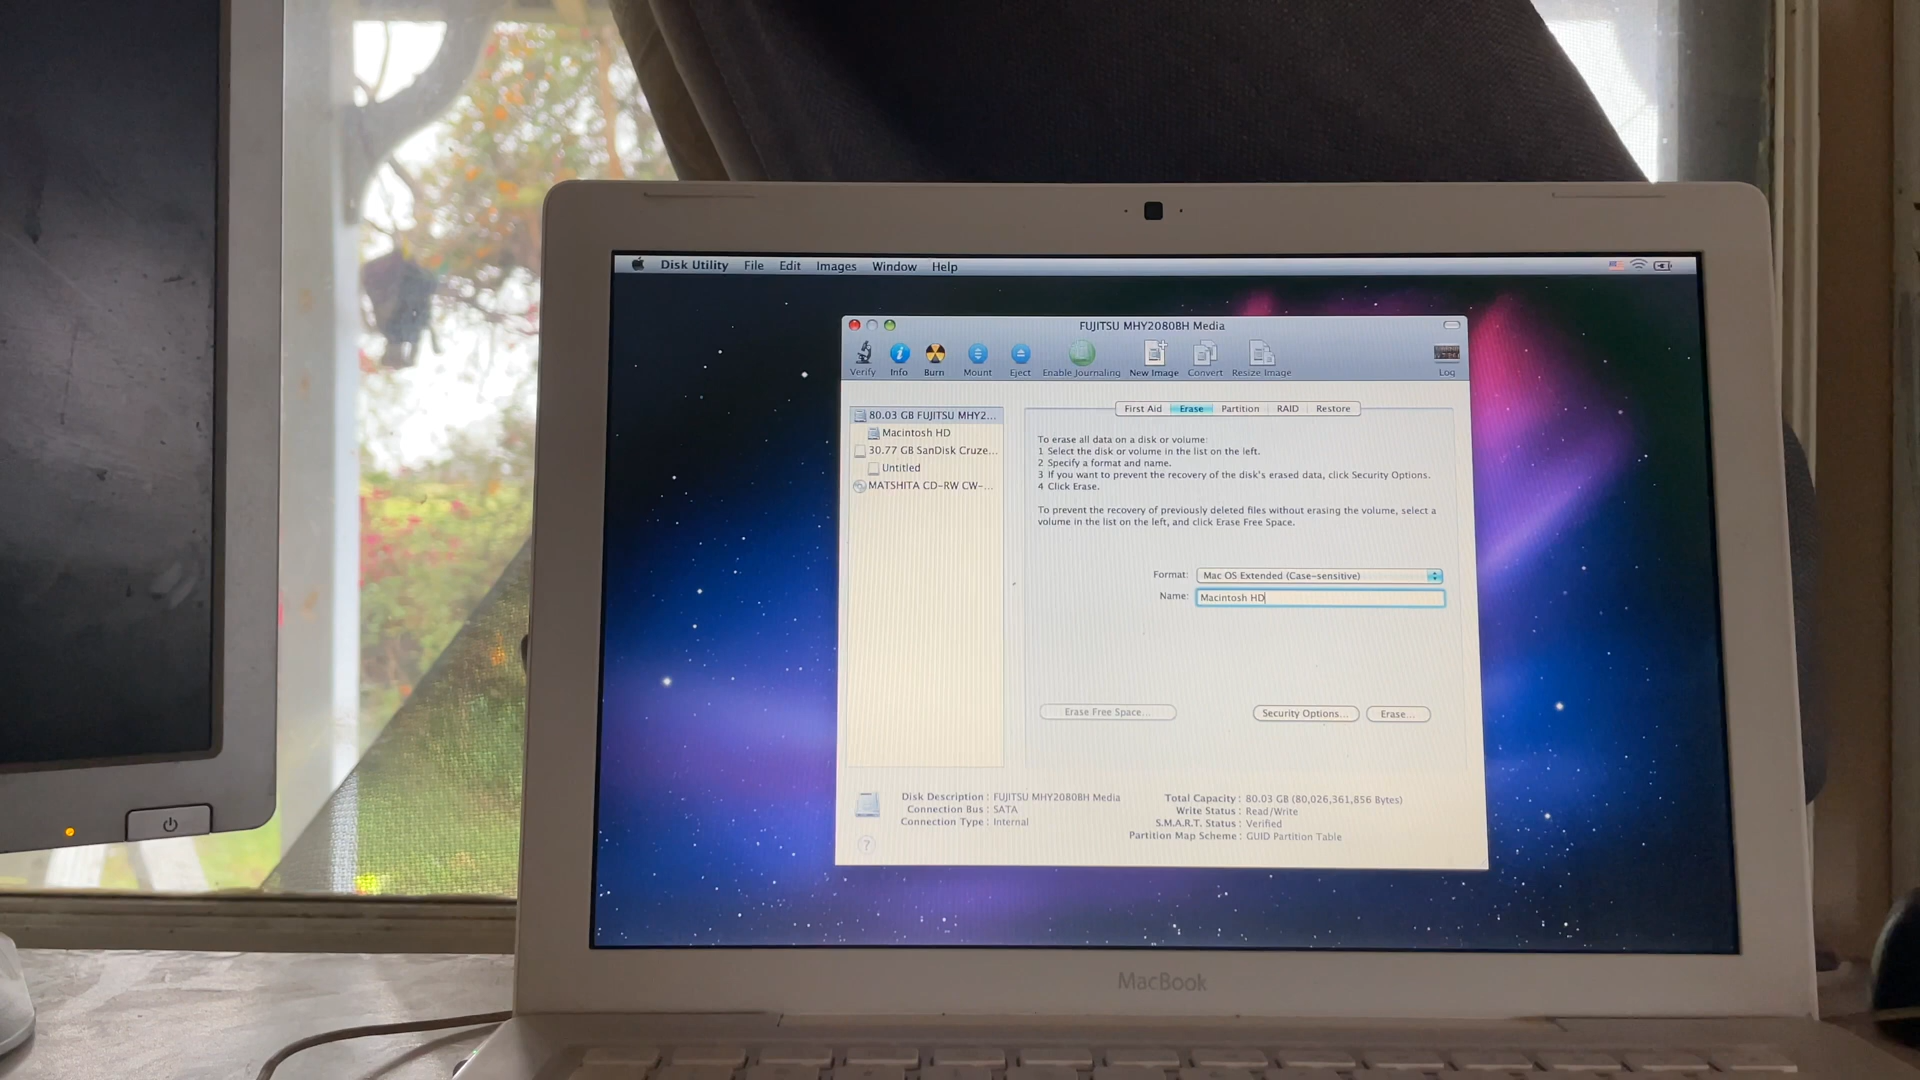 Disk Utility File Edit Images Window Help
FUJITSU MHY2080BH Media
Verify Info Burn Mount Eject Enable Journaling New Image Convert Resize Image Log
80.03 GB FUJITSU MHY2...
Macintosh HD
30.77 GB SanDisk Cruze...
Untitled
MATSHITA CD-RW CW-...
First Aid Erase Partition RAID Restore
To erase all data on a disk or volume:
1 Select the disk or volume in the list on the left.
2 Specify a format and name.
3 If you want to prevent the recovery of the disk's erased data, click Security Options.
4 Click Erase.
To prevent the recovery of previously deleted files without erasing the volume, select a
volume in the list on the left, and click Erase Free Space.
Format: Mac OS Extended (Case-sensitive)
Name: Macintosh HD
Erase Free Space... Security Options... Erase...
Disk Description : FUJITSU MHY2080BH Media
Connection Bus : SATA
Connection Type : Internal
Total Capacity : 80.03 GB (80,026,361,856 Bytes)
Write Status : Read/Write
S.M.A.R.T. Status : Verified
Partition Map Scheme : GUID Partition Table
?
MacBook